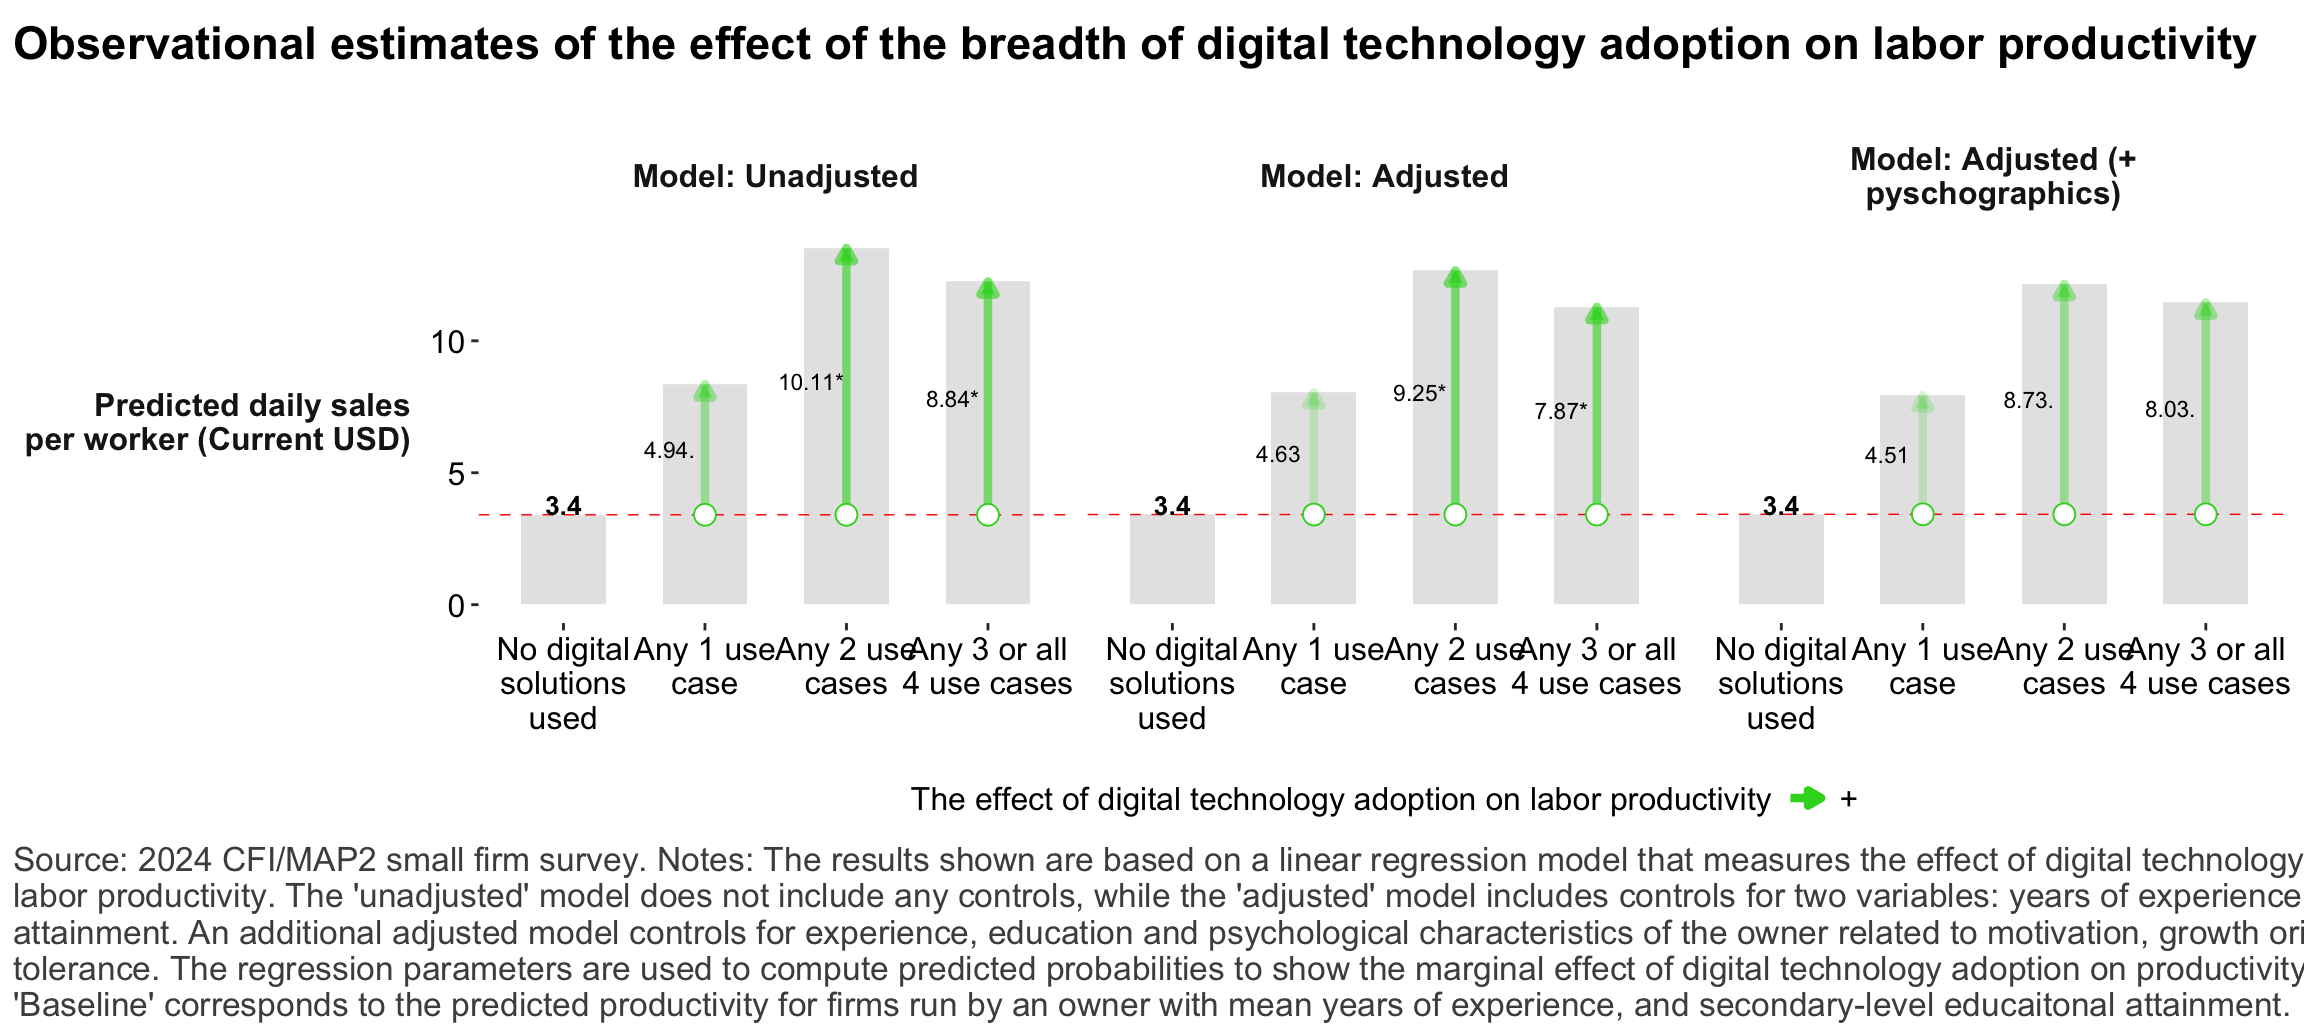 Observational estimates of the effect of the breadth of digital technology adoption on labor productivity
Model: Unadjusted
Model: Adjusted
Model: Adjusted (+
pyschographics)
Predicted daily sales
per worker (Current USD)
10
5
0
3.4
4.94.
10.11*
8.84*
3.4
4.63
9.25*
7.87*
3.4
4.51
8.73.
8.03.
No digital
solutions
used
Any 1 use
case
Any 2 use
cases
Any 3 or all
4 use cases
No digital
solutions
used
Any 1 use
case
Any 2 use
cases
Any 3 or all
4 use cases
No digital
solutions
used
Any 1 use
case
Any 2 use
cases
Any 3 or all
4 use cases
The effect of digital technology adoption on labor productivity +
Source: 2024 CFI/MAP2 small firm survey. Notes: The results shown are based on a linear regression model that measures the effect of digital technology
labor productivity. The 'unadjusted' model does not include any controls, while the 'adjusted' model includes controls for two variables: years of experience
attainment. An additional adjusted model controls for experience, education and psychological characteristics of the owner related to motivation, growth ori
tolerance. The regression parameters are used to compute predicted probabilities to show the marginal effect of digital technology adoption on productivity
'Baseline' corresponds to the predicted productivity for firms run by an owner with mean years of experience, and secondary-level educaitonal attainment.